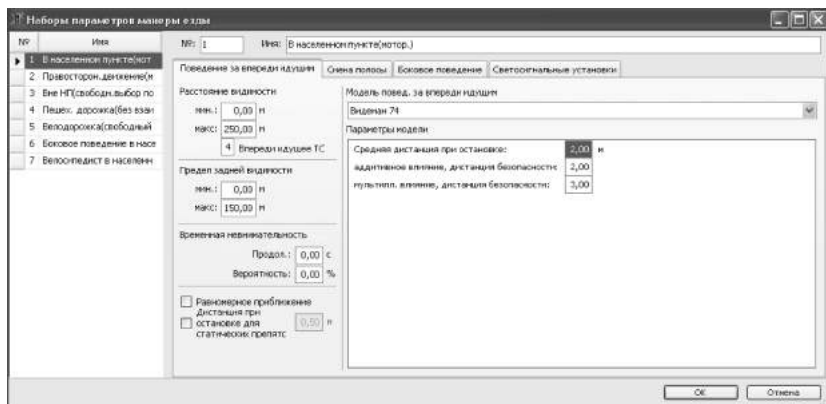 Наборы параметров манеры езды
№ Имя
1 В населенном пункте(мот
2 Правосторон.движение(м
3 Вне НП(свободн.выбор по
4 Пешех. дорожка(без взаи
5 Велодорожка(свободный
6 Боковое поведение в насе
7 Велосипедист в населенн
№: 1 Имя: В населенном пункте(мотор.)
Поведение за впереди идущим Смена полосы Боковое поведение Светосигнальные установки
Расстояние видимости
мин.: 0,00 м
макс: 250,00 м
4 Впереди идущее ТС
Предел задней видимости
мин.: 0,00 м
макс: 150,00 м
Временная невнимательность
Продол.: 0,00 с
Вероятность: 0,00 %
Равномерное приближение
Дистанция при
остановке для
статических препятс
0,50 м
Модель повед. за впереди идущим
Видеман 74
Параметры модели
Средняя дистанция при остановке: 2,00 м
аддитивное влияние, дистанция безопасности: 2,00
мультипл. влияние, дистанция безопасности: 3,00
ОК Отмена